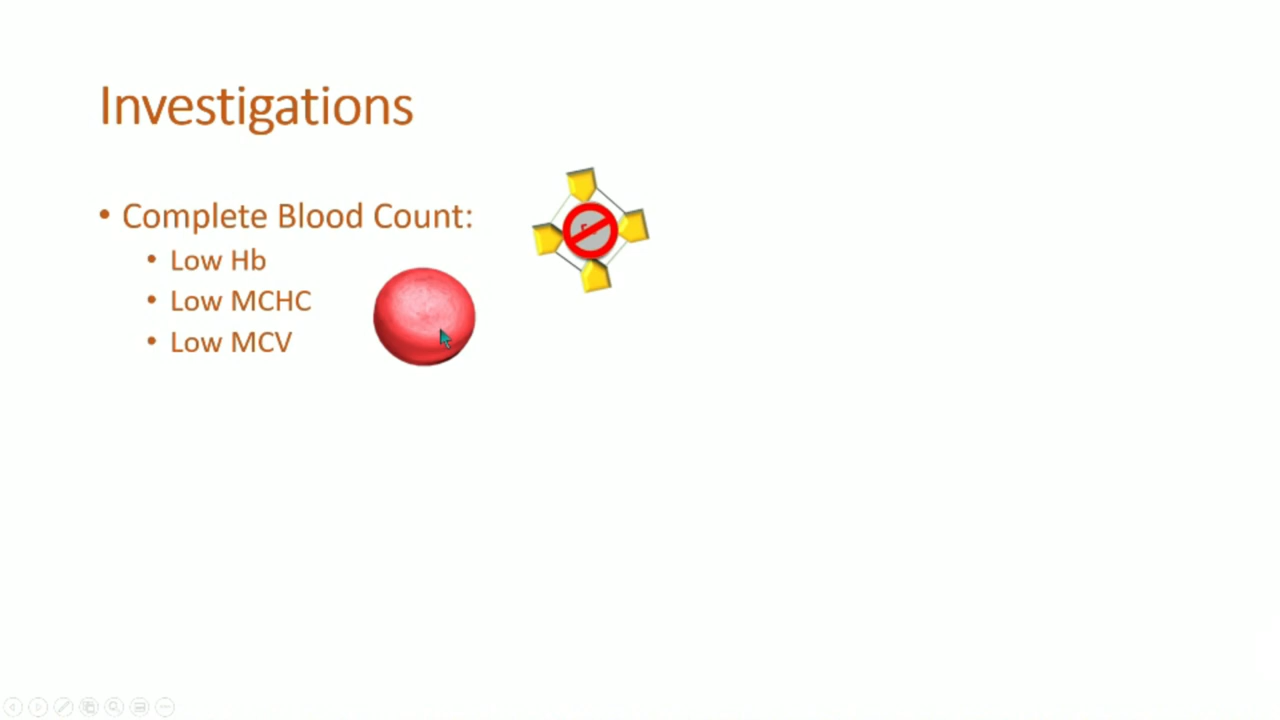 Investigations
• Complete Blood Count:
• Low Hb
• Low MCHC
• Low MCV